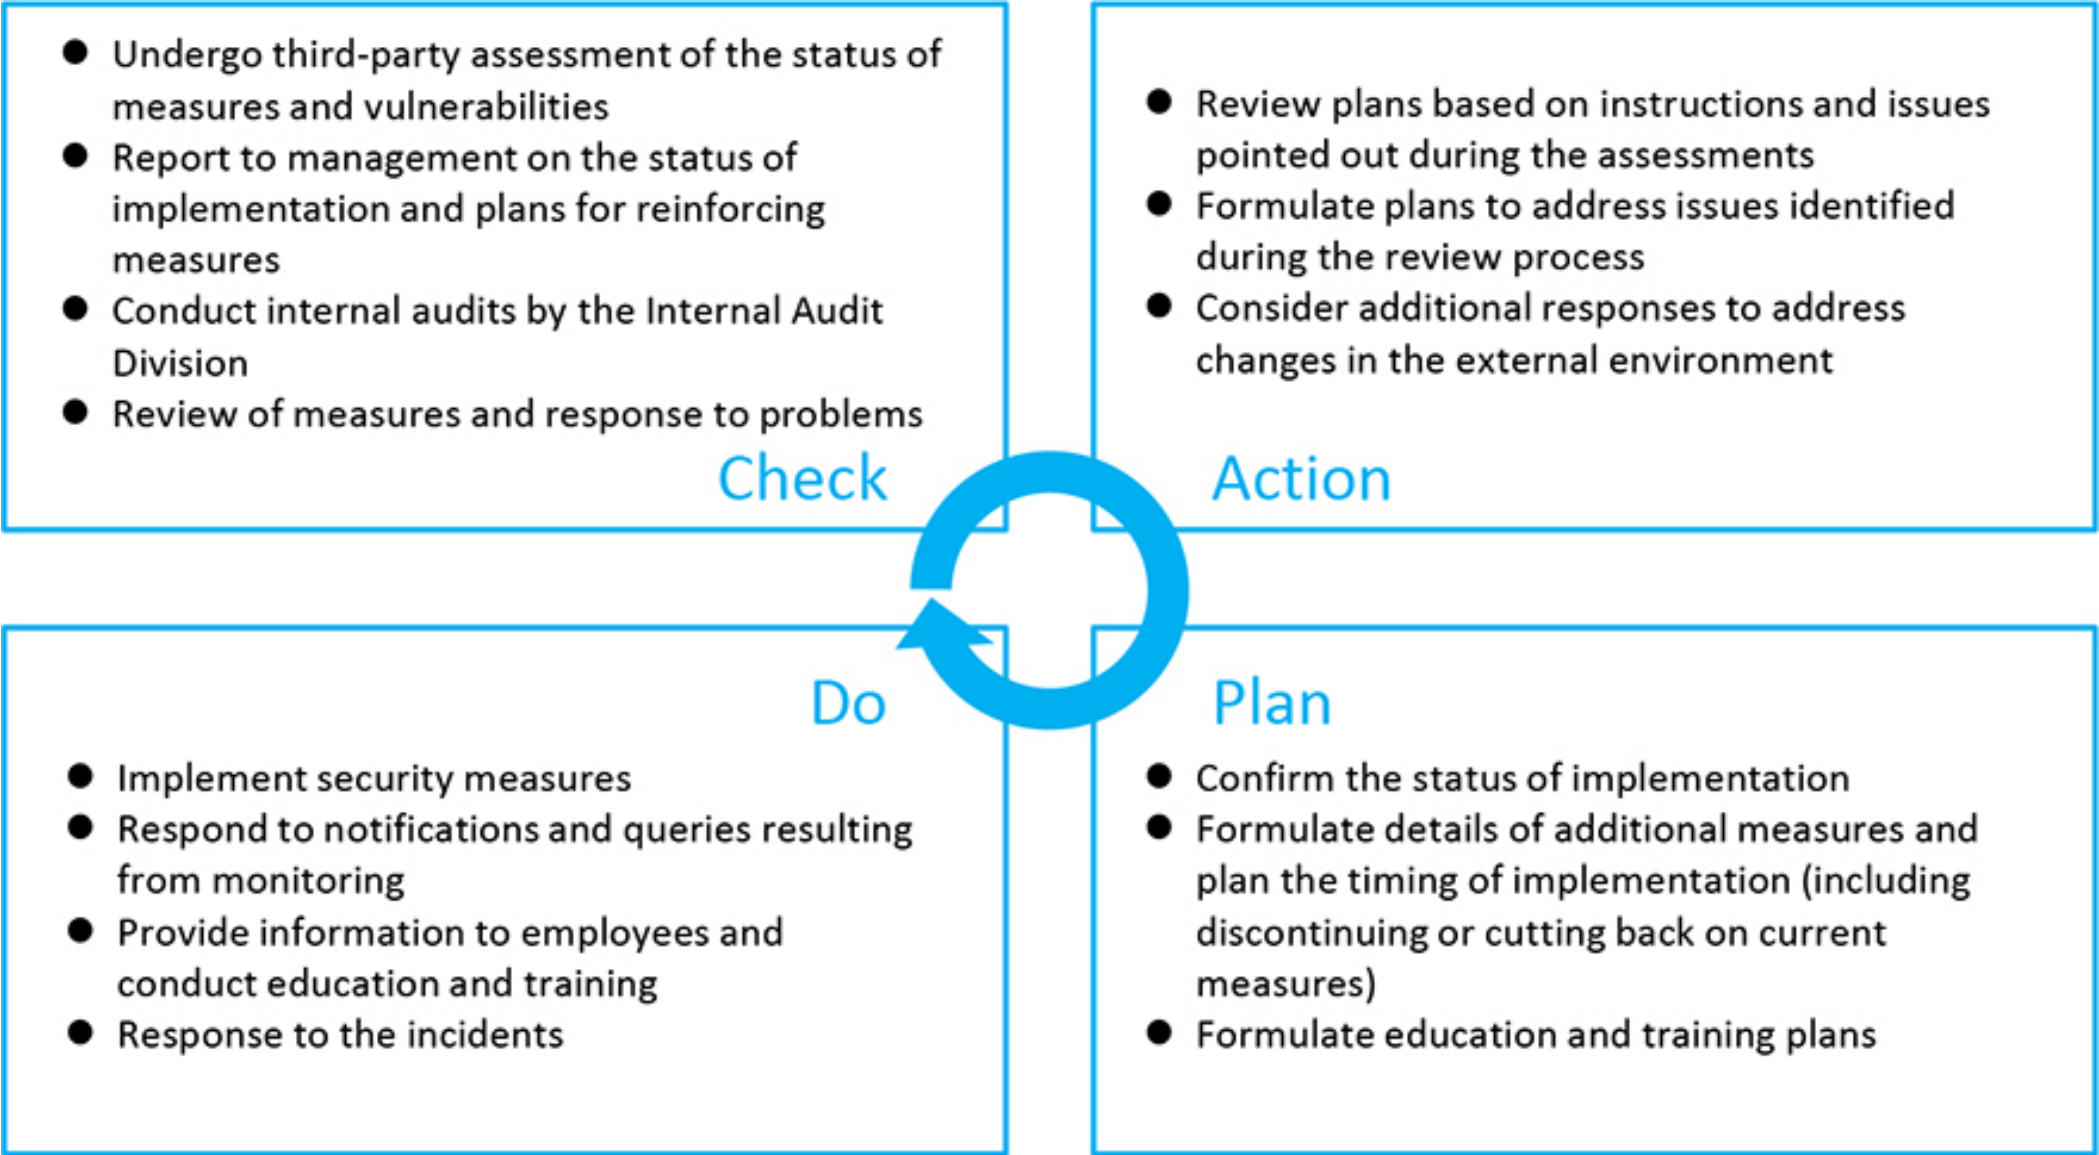 ● Undergo third-party assessment of the status of
measures and vulnerabilities
● Report to management on the status of
implementation and plans for reinforcing
measures
● Conduct internal audits by the Internal Audit
Division
● Review of measures and response to problems
Check
● Review plans based on instructions and issues
pointed out during the assessments
● Formulate plans to address issues identified
during the review process
● Consider additional responses to address
changes in the external environment
Action
Do
● Implement security measures
● Respond to notifications and queries resulting
from monitoring
● Provide information to employees and
conduct education and training
● Response to the incidents
Plan
● Confirm the status of implementation
● Formulate details of additional measures and
plan the timing of implementation (including
discontinuing or cutting back on current
measures)
● Formulate education and training plans